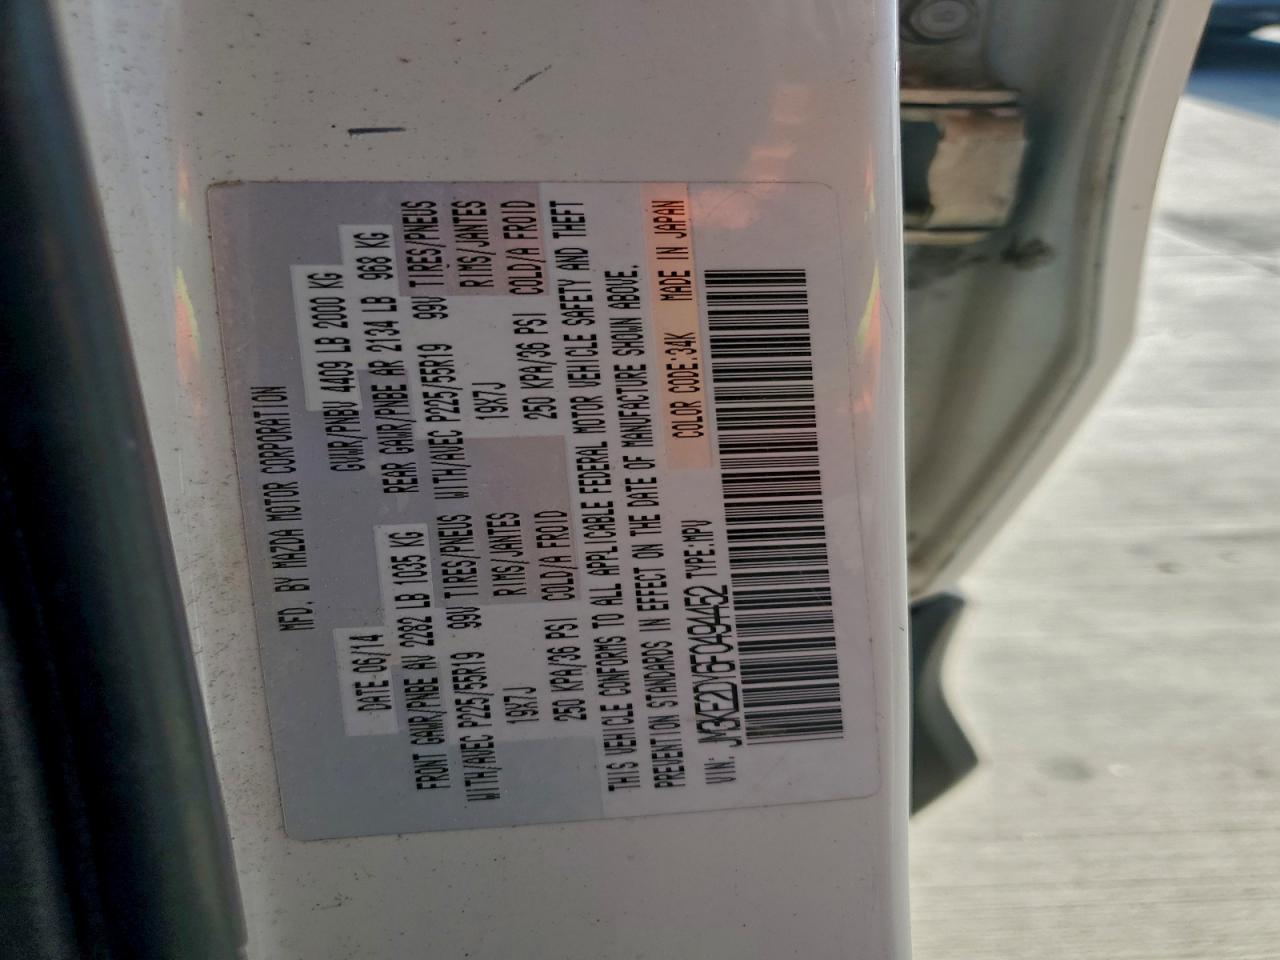 MFD. BY MAZDA MOTOR CORPORATION
DATE 06/14 GVWR/PNBV 4409 LB 2000 KG
FRONT GAWR/PNBE AV 2282 LB 1035 KG REAR GAWR/PNBE AR 2134 LB 968 KG
WITH/AVEC P225/55R19 99V TIRES/PNEUS WITH/AVEC P225/55R19 99V TIRES/PNEUS
19X7J RIMS/JANTES 19X7J RIMS/JANTES
250 KPA/36 PSI COLD/A FROID 250 KPA/36 PSI COLD/A FROID
THIS VEHICLE CONFORMS TO ALL APPLICABLE FEDERAL MOTOR VEHICLE SAFETY AND THEFT
PREVENTION STANDARDS IN EFFECT ON THE DATE OF MANUFACTURE SHOWN ABOVE.
VIN: JM3KE2DY6F0494452 TYPE:MPV COLOR CODE:34K MADE IN JAPAN